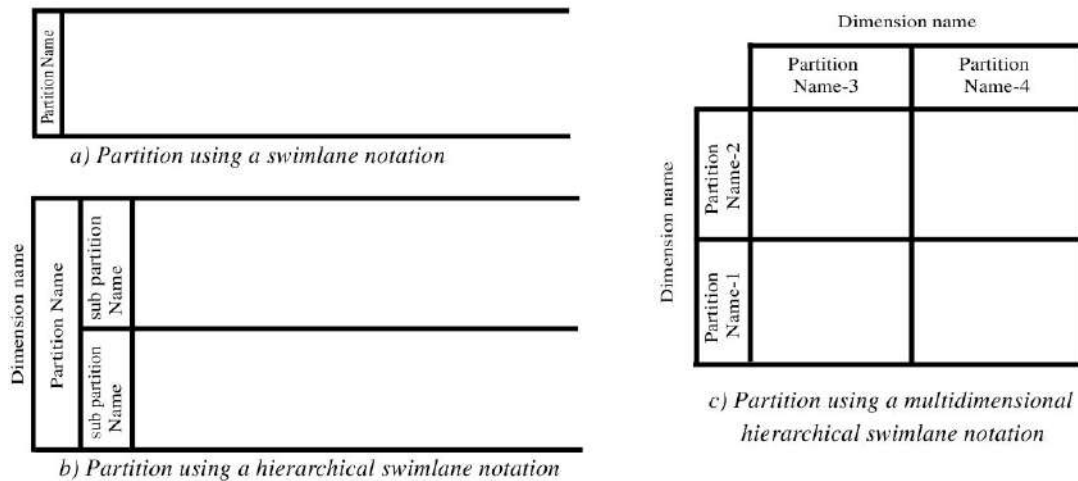 Partition Name
a) Partition using a swimlane notation
Dimension name
Partition Name
sub partition
Name
sub partition
Name
b) Partition using a hierarchical swimlane notation
Dimension name
Partition
Name-3
Partition
Name-4
Dimension name
Partition
Name-2
Partition
Name-1
c) Partition using a multidimensional
hierarchical swimlane notation